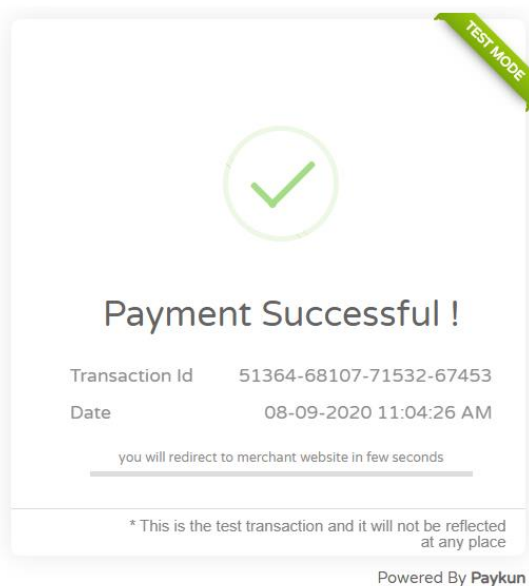 TEST MODE
Payment Successful !
Transaction Id 51364-68107-71532-67453
Date 08-09-2020 11:04:26 AM
you will redirect to merchant website in few seconds
* This is the test transaction and it will not be reflected
at any place
Powered By Paykun